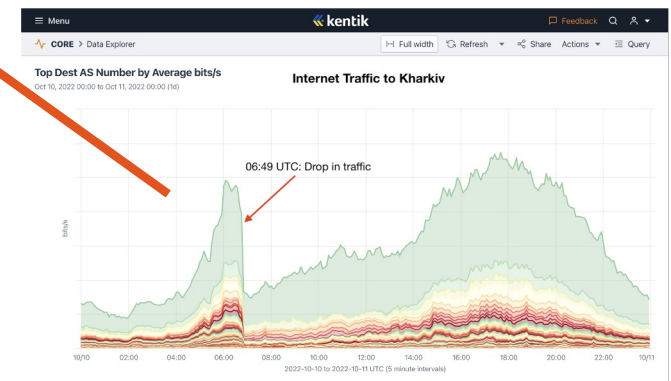 Menu
kentik
Feedback
CORE > Data Explorer
Full width Refresh Share Actions Query
Top Dest AS Number by Average bits/s
Oct 10, 2022 00:00 to Oct 11, 2022 00:00 (1d)
Internet Traffic to Kharkiv
06:49 UTC: Drop in traffic
bits/s
10/10 02:00 04:00 06:00 08:00 10:00 12:00 14:00 16:00 18:00 20:00 22:00 10/11
2022-10-10 to 2022-10-11 UTC (5 minute intervals)